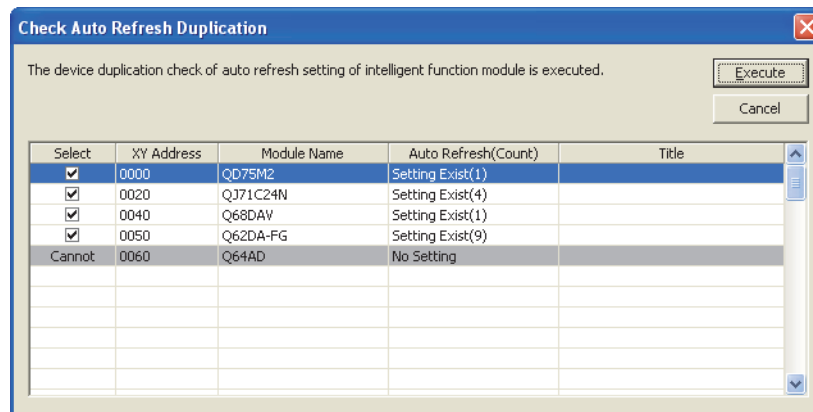 Check Auto Refresh Duplication
The device duplication check of auto refresh setting of intelligent function module is executed.
Execute
Cancel
Select XY Address Module Name Auto Refresh(Count) Title
0000 QD75M2 Setting Exist(1)
0020 QJ71C24N Setting Exist(4)
0040 Q68DAV Setting Exist(1)
0050 Q62DA-FG Setting Exist(9)
Cannot 0060 Q64AD No Setting